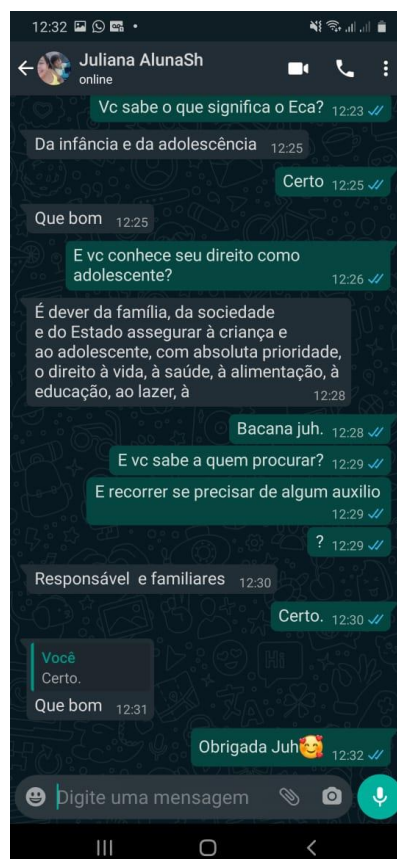 12:32
Juliana AlunaSh
online
Vc sabe o que significa o Eca? 12:23
Da infância e da adolescência 12:25
Certo 12:25
Que bom 12:25
E vc conhece seu direito como
adolescente? 12:26
É dever da família, da sociedade
e do Estado assegurar à criança e
ao adolescente, com absoluta prioridade,
o direito à vida, à saúde, à alimentação, à
educação, ao lazer, à 12:28
Bacana juh. 12:28
E vc sabe a quem procurar? 12:29
E recorrer se precisar de algum auxilio
12:29
? 12:29
Responsável e familiares 12:30
Certo. 12:30
Você
Certo.
Que bom 12:31
Obrigada Juh🥰 12:32
Digite uma mensagem